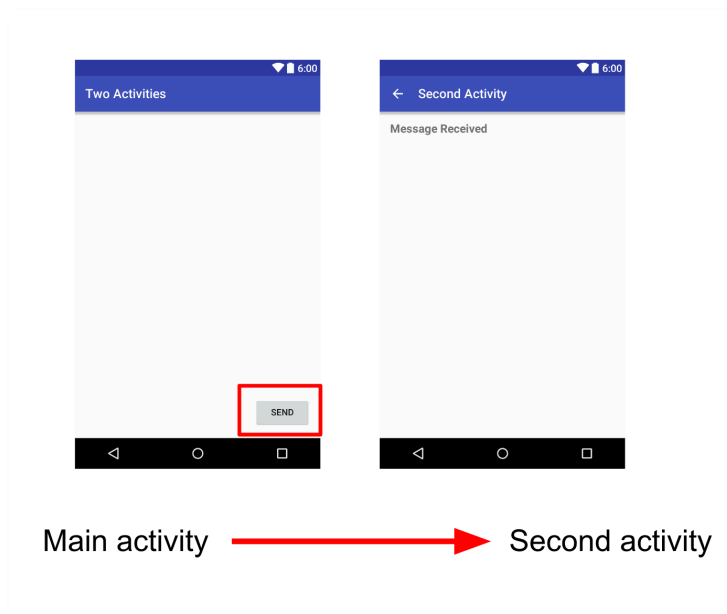 6:00
Two Activities
SEND
6:00
Second Activity
Message Received
Main activity
Second activity